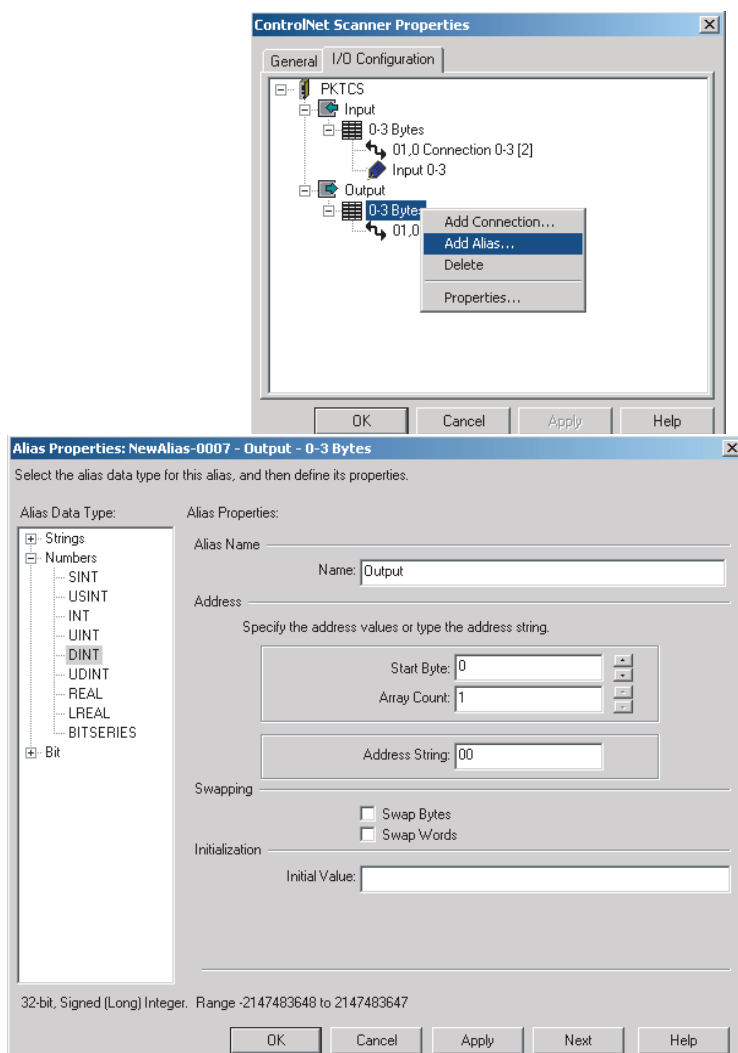 ControlNet Scanner Properties
General I/O Configuration
PKTCS
Input
0-3 Bytes
01,0 Connection 0-3 [2]
Input 0-3
Output
0-3 Bytes
01,0
Add Connection...
Add Alias...
Delete
Properties...
OK Cancel Apply Help
Alias Properties: NewAlias-0007 - Output - 0-3 Bytes
Select the alias data type for this alias, and then define its properties.
Alias Data Type: Alias Properties:
Strings
Numbers
SINT
USINT
INT
UINT
DINT
UDINT
REAL
LREAL
BITSERIES
Bit
Alias Name
Name: Output
Address
Specify the address values or type the address string.
Start Byte: 0
Array Count: 1
Address String: 00
Swapping
Swap Bytes
Swap Words
Initialization
Initial Value:
32-bit, Signed (Long) Integer. Range -2147483648 to 2147483647
OK Cancel Apply Next Help